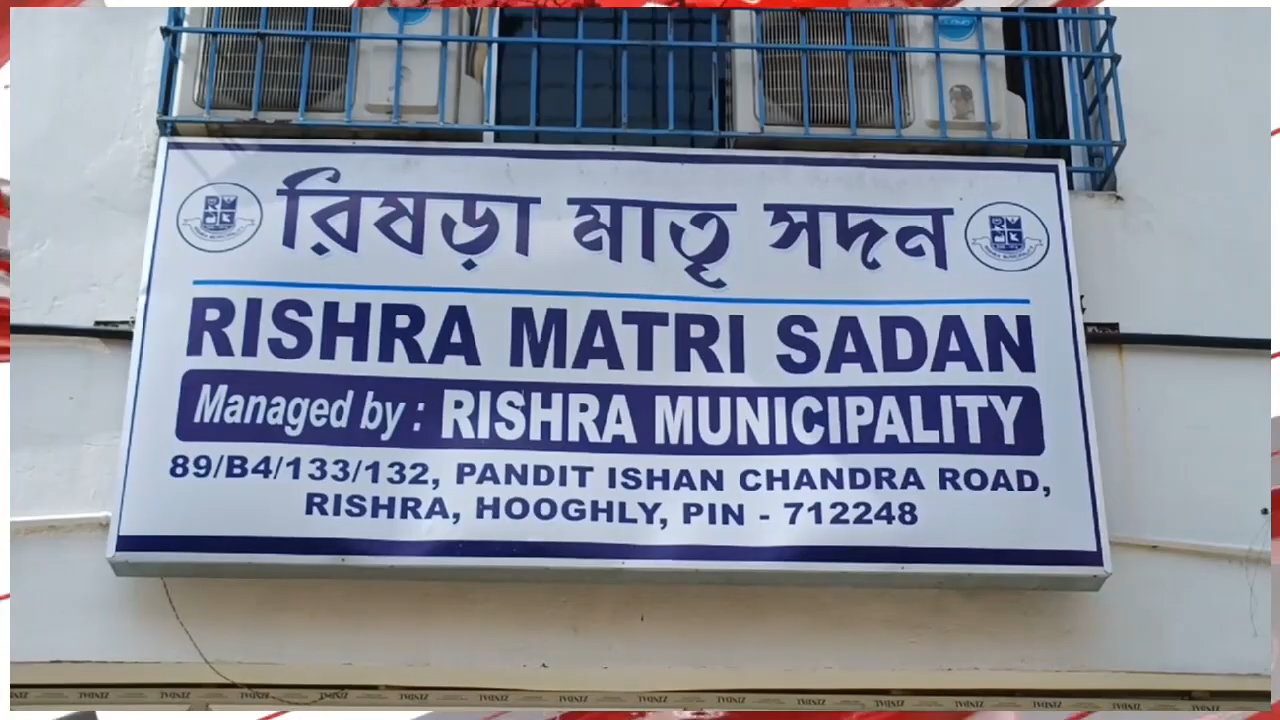 রিষড়া মাতৃ সদন
RISHRA MATRI SADAN
Managed by : RISHRA MUNICIPALITY
89/B4/133/132, PANDIT ISHAN CHANDRA ROAD,
RISHRA, HOOGHLY, PIN - 712248